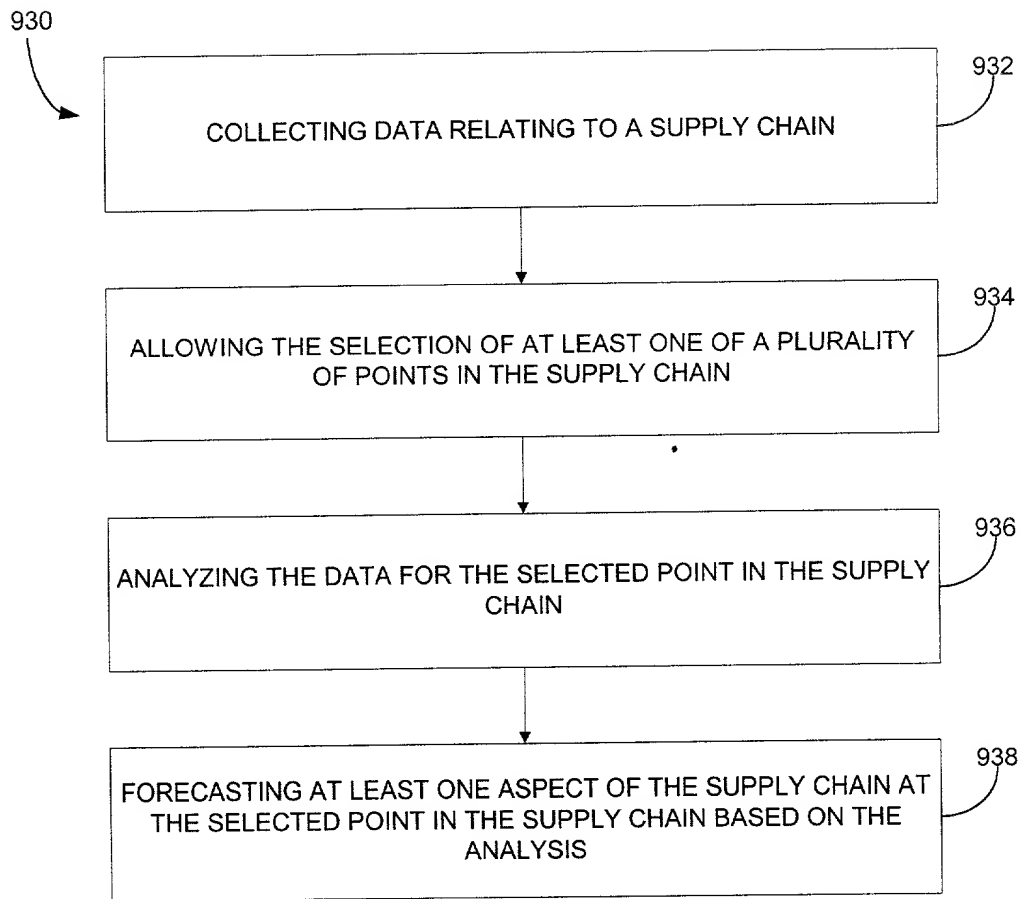 930
932
COLLECTING DATA RELATING TO A SUPPLY CHAIN
934
ALLOWING THE SELECTION OF AT LEAST ONE OF A PLURALITY
OF POINTS IN THE SUPPLY CHAIN
936
ANALYZING THE DATA FOR THE SELECTED POINT IN THE SUPPLY
CHAIN
938
FORECASTING AT LEAST ONE ASPECT OF THE SUPPLY CHAIN AT
THE SELECTED POINT IN THE SUPPLY CHAIN BASED ON THE
ANALYSIS